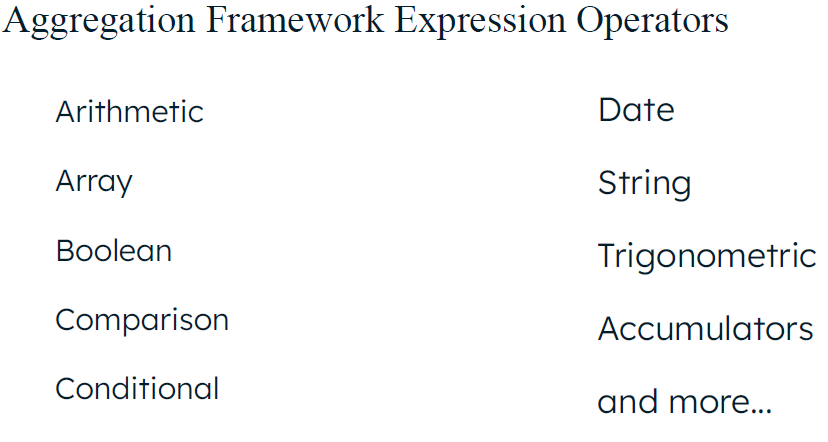 Aggregation Framework Expression Operators
Arithmetic
Array
Boolean
Comparison
Conditional
Date
String
Trigonometric
Accumulators
and more...